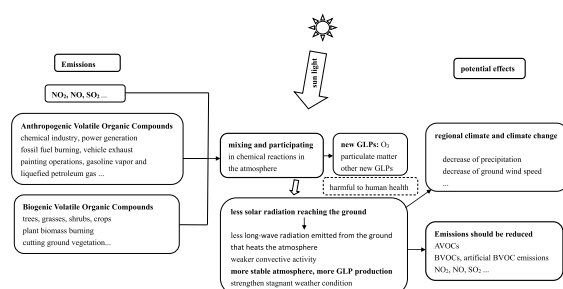 Emissions
sun light
potential effects
NO2, NO, SO2 ...
Anthropogenic Volatile Organic Compounds
chemical industry, power generation
fossil fuel burning, vehicle exhaust
painting operations, gasoline vapor and
liquefied petroleum gas ...
Biogenic Volatile Organic Compounds
trees, grasses, shrubs, crops
plant biomass burning
cutting ground vegetation...
mixing and participating
in chemical reactions in
the atmosphere
new GLPs: O3
particulate matter
other new GLPs
harmful to human health
less solar radiation reaching the ground
less long-wave radiation emitted from the ground
that heats the atmosphere
weaker convective activity
more stable atmosphere, more GLP production
strengthen stagnant weather condition
regional climate and climate change
decrease of precipitation
decrease of ground wind speed
...
Emissions should be reduced
AVOCs
BVOCs, artificial BVOC emissions
NO2, NO, SO2 ...